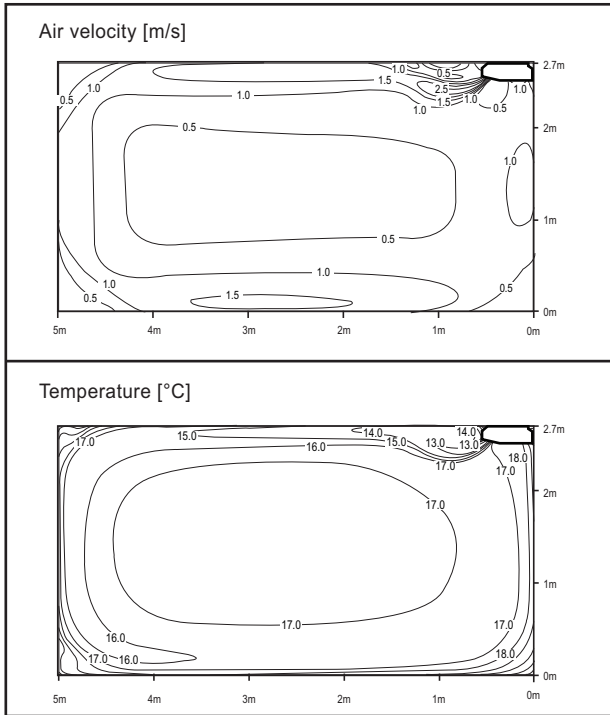 Air velocity [m/s]
1.0 0.5 2.7m
0.5 1.0 1.5 2.5 1.0
1.0 1.5 1.0 0.5
1.0
0.5 2m
1.0
1m
0.5
1.0
0.5 1.5 0.5
0m
5m 4m 3m 2m 1m 0m
Temperature [°C]
17.0 15.0 14.0 14.0 2.7m
16.0 15.0 13.0 13.0
17.0 18.0
17.0
17.0 2m
1m
17.0 17.0
16.0
17.0 16.0 18.0
0m
5m 4m 3m 2m 1m 0m